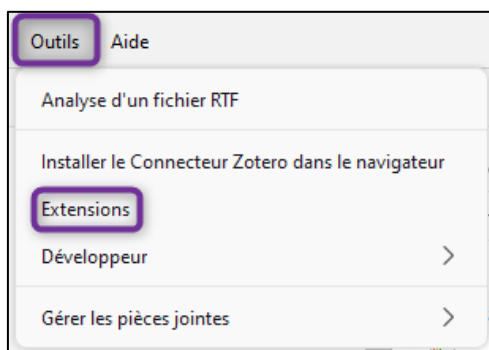 Outils Aide
Analyse d'un fichier RTF
Installer le Connecteur Zotero dans le navigateur
Extensions
Développeur
Gérer les pièces jointes